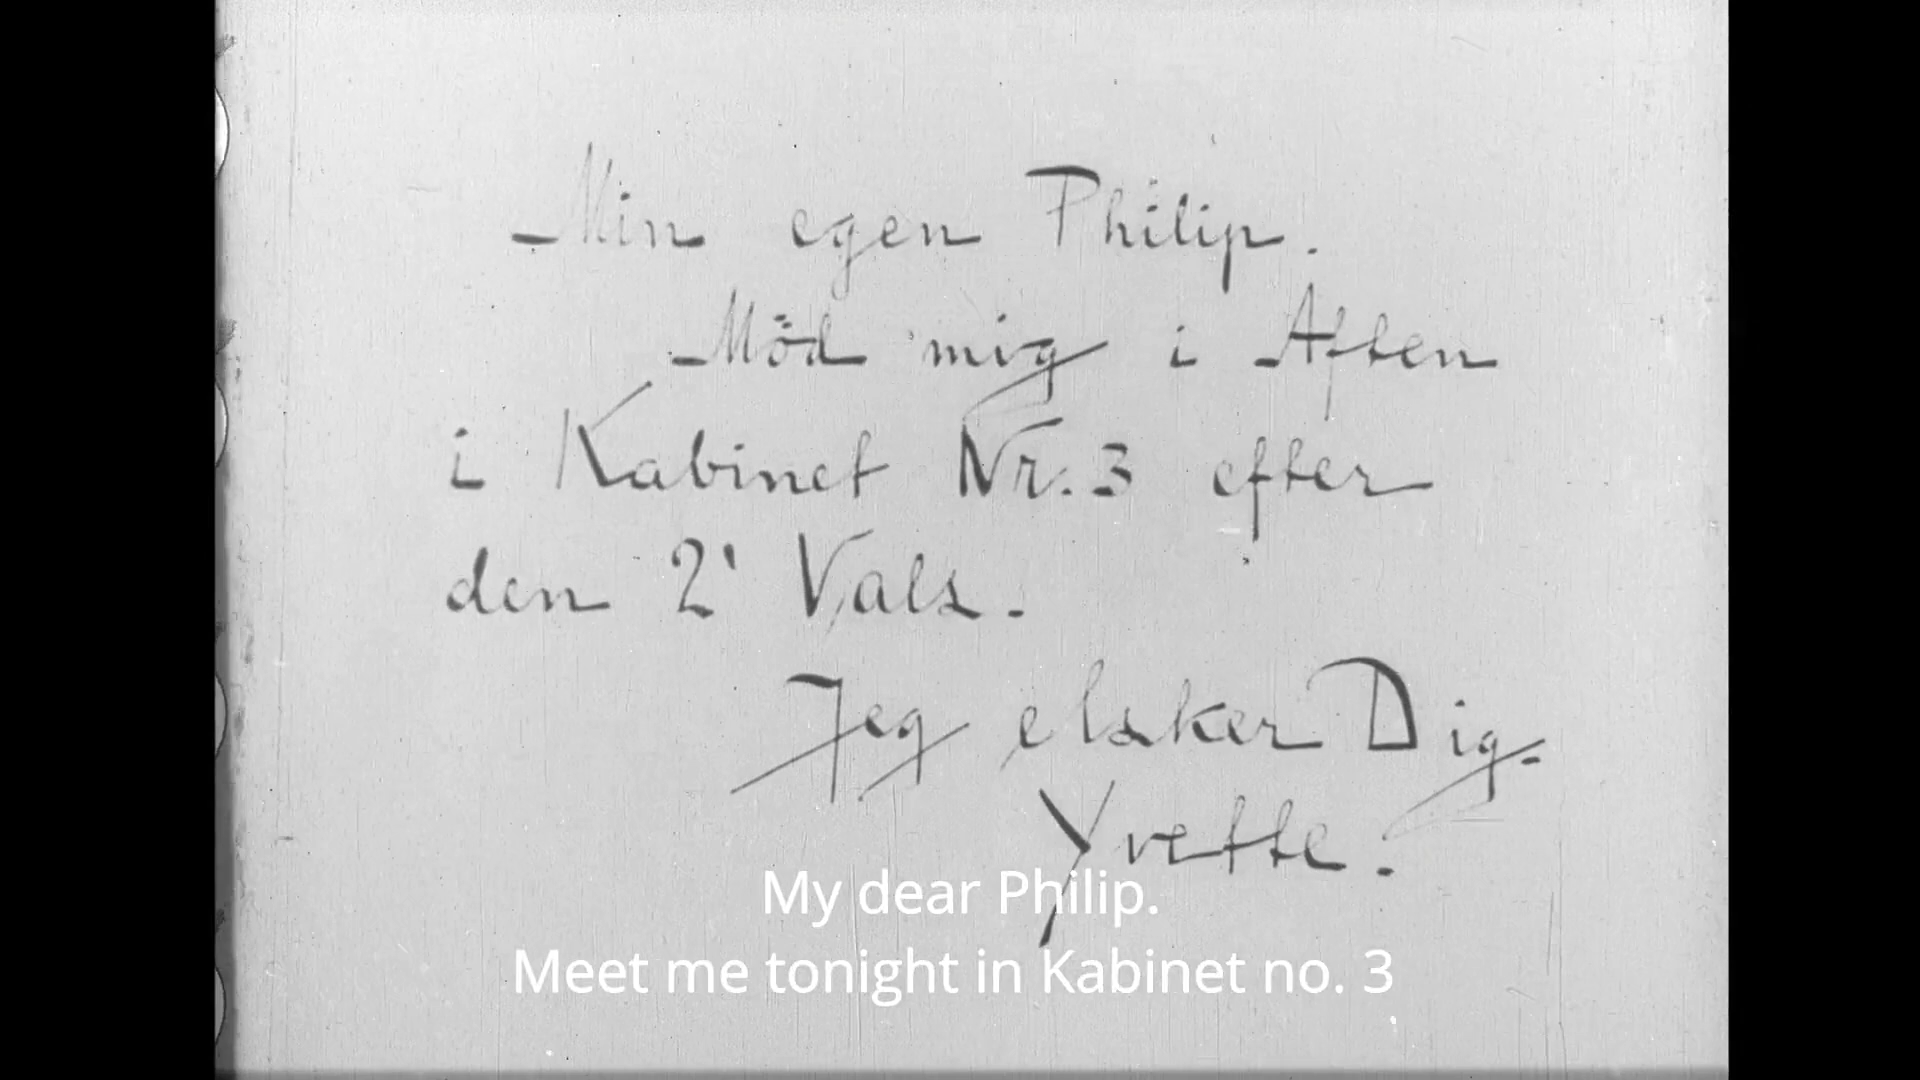 Min egen Philip.
Möd mig i Aften
i Kabinet Nr. 3 efter
den 2' Vals.
Jeg elsker Dig.
Yvette.
My dear Philip.
Meet me tonight in Kabinet no. 3